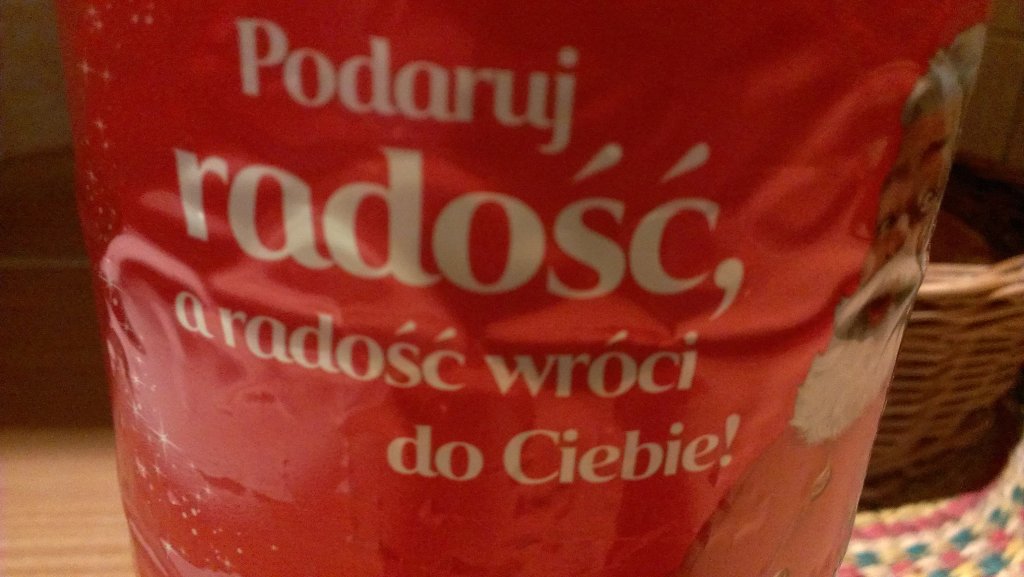 Podaruj
radość,
a radość wróci
do Ciebie!